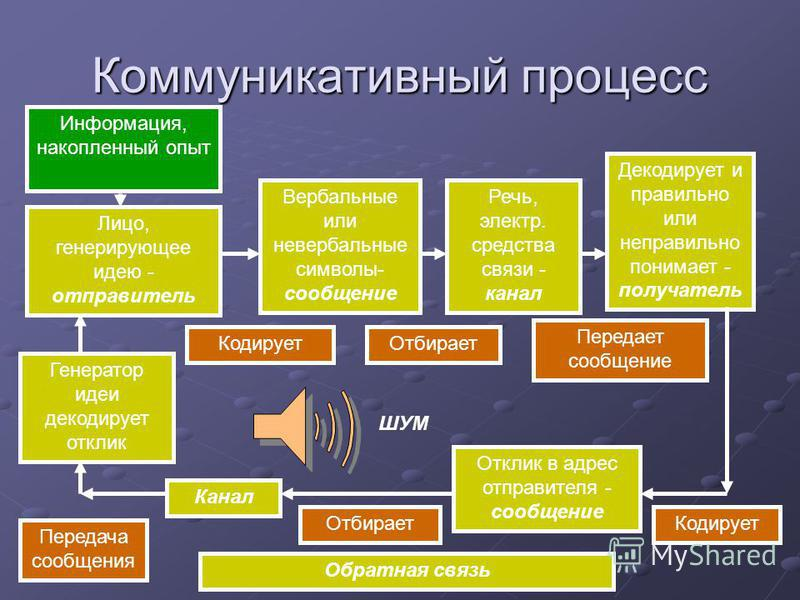 Коммуникативный процесс
Информация,
накопленный опыт
Лицо,
генерирующее
идею -
отправитель
Вербальные
или
невербальные
символы-
сообщение
Речь,
электр.
средства
связи -
канал
Декодирует и
правильно
или
неправильно
понимает -
получатель
Кодирует
Отбирает
Передает
сообщение
Генератор
идеи
декодирует
отклик
ШУМ
Отклик в адрес
отправителя -
сообщение
Канал
Отбирает
Кодирует
Передача
сообщения
Обратная связь
MyShared